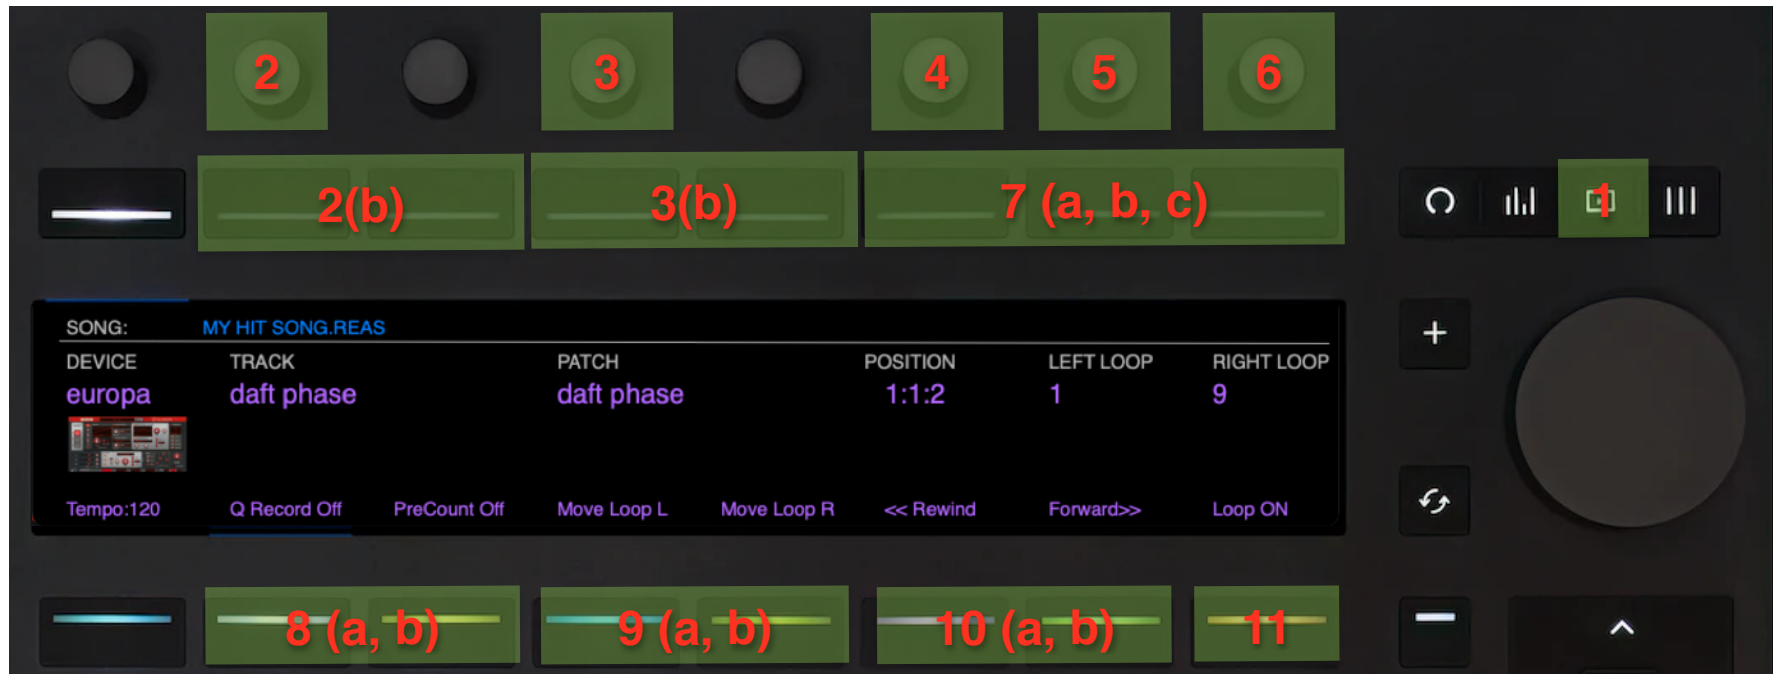 2 3 4 5 6
2(b) 3(b) 7 (a, b, c) 1
SONG: MY HIT SONG.REAS
DEVICE TRACK PATCH POSITION LEFT LOOP RIGHT LOOP
europa daft phase daft phase 1:1:2 1 9
Tempo:120 Q Record Off PreCount Off Move Loop L Move Loop R << Rewind Forward>> Loop ON
8 (a, b) 9 (a, b) 10 (a, b) 11